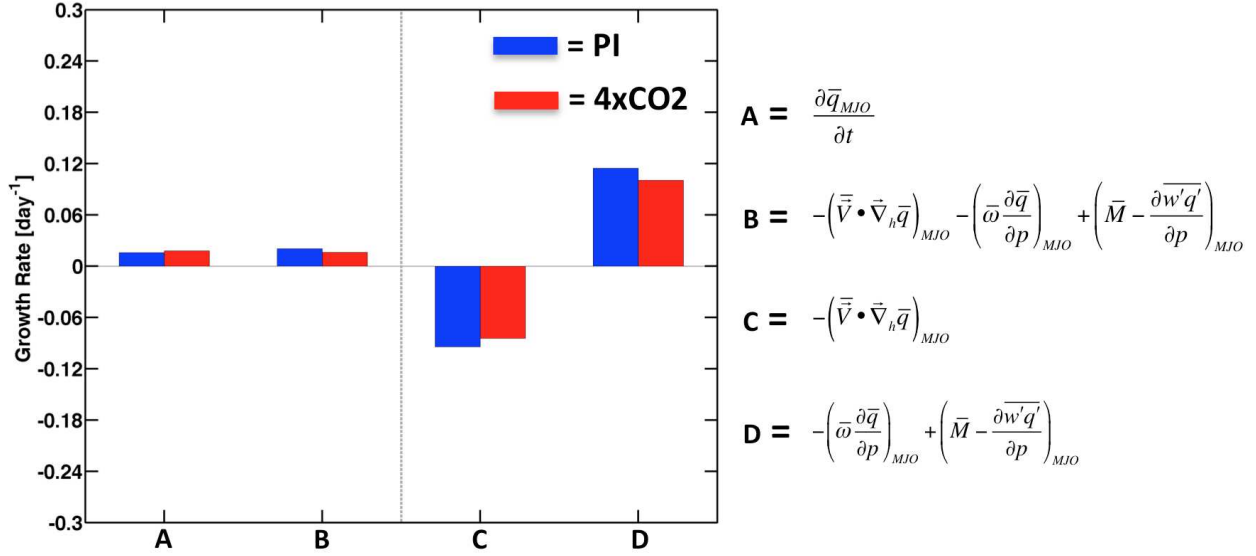 0.3
0.24
0.18
0.12
0.06
0
-0.06
-0.12
-0.18
-0.24
-0.3
Growth Rate [day⁻¹]
A B C D
= PI
= 4xCO2
A = ∂q̅_MJO / ∂t
B = -(V̅⃗ • ∇⃗_h q̅)_MJO - (ω̅ ∂q̅/∂p)_MJO + (M̅ - ∂w'q'‾/∂p)_MJO
C = -(V̅⃗ • ∇⃗_h q̅)_MJO
D = -(ω̅ ∂q̅/∂p)_MJO + (M̅ - ∂w'q'‾/∂p)_MJO